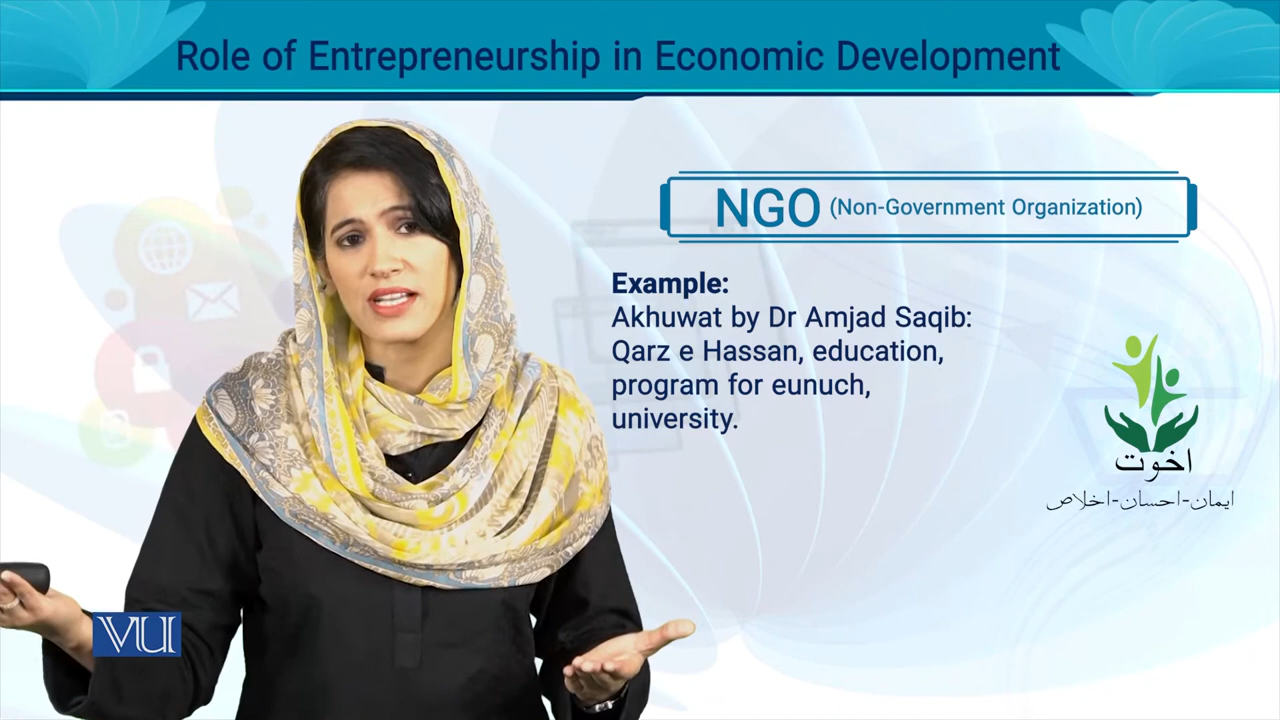 Role of Entrepreneurship in Economic Development
NGO (Non-Government Organization)
Example:
Akhuwat by Dr Amjad Saqib:
Qarz e Hassan, education,
program for eunuch,
university.
اخوت
ایمان-احسان-اخلاص
VU